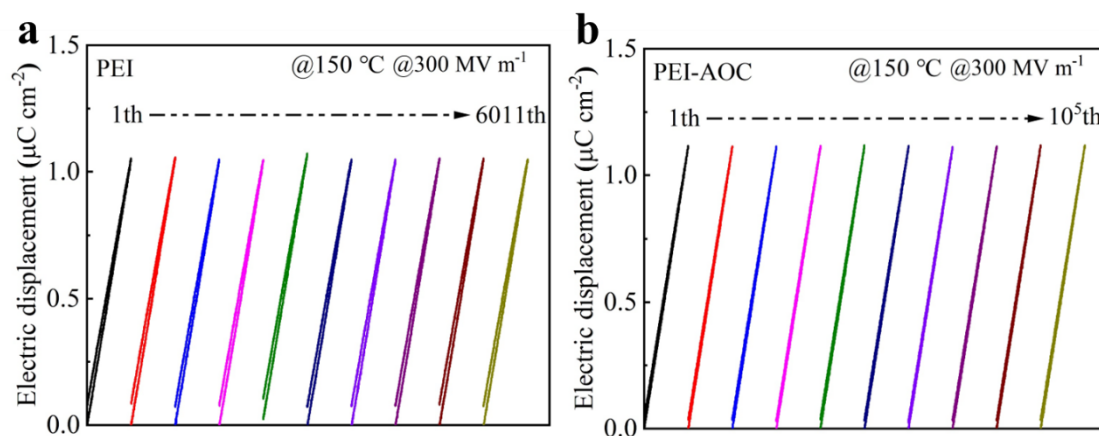 a
PEI
@150 ℃ @300 MV m⁻¹
1th
6011th
Electric displacement (μC cm⁻²)
1.5
1.0
0.5
0.0
b
PEI-AOC
@150 ℃ @300 MV m⁻¹
1th
10⁵th
Electric displacement (μC cm⁻²)
1.5
1.0
0.5
0.0